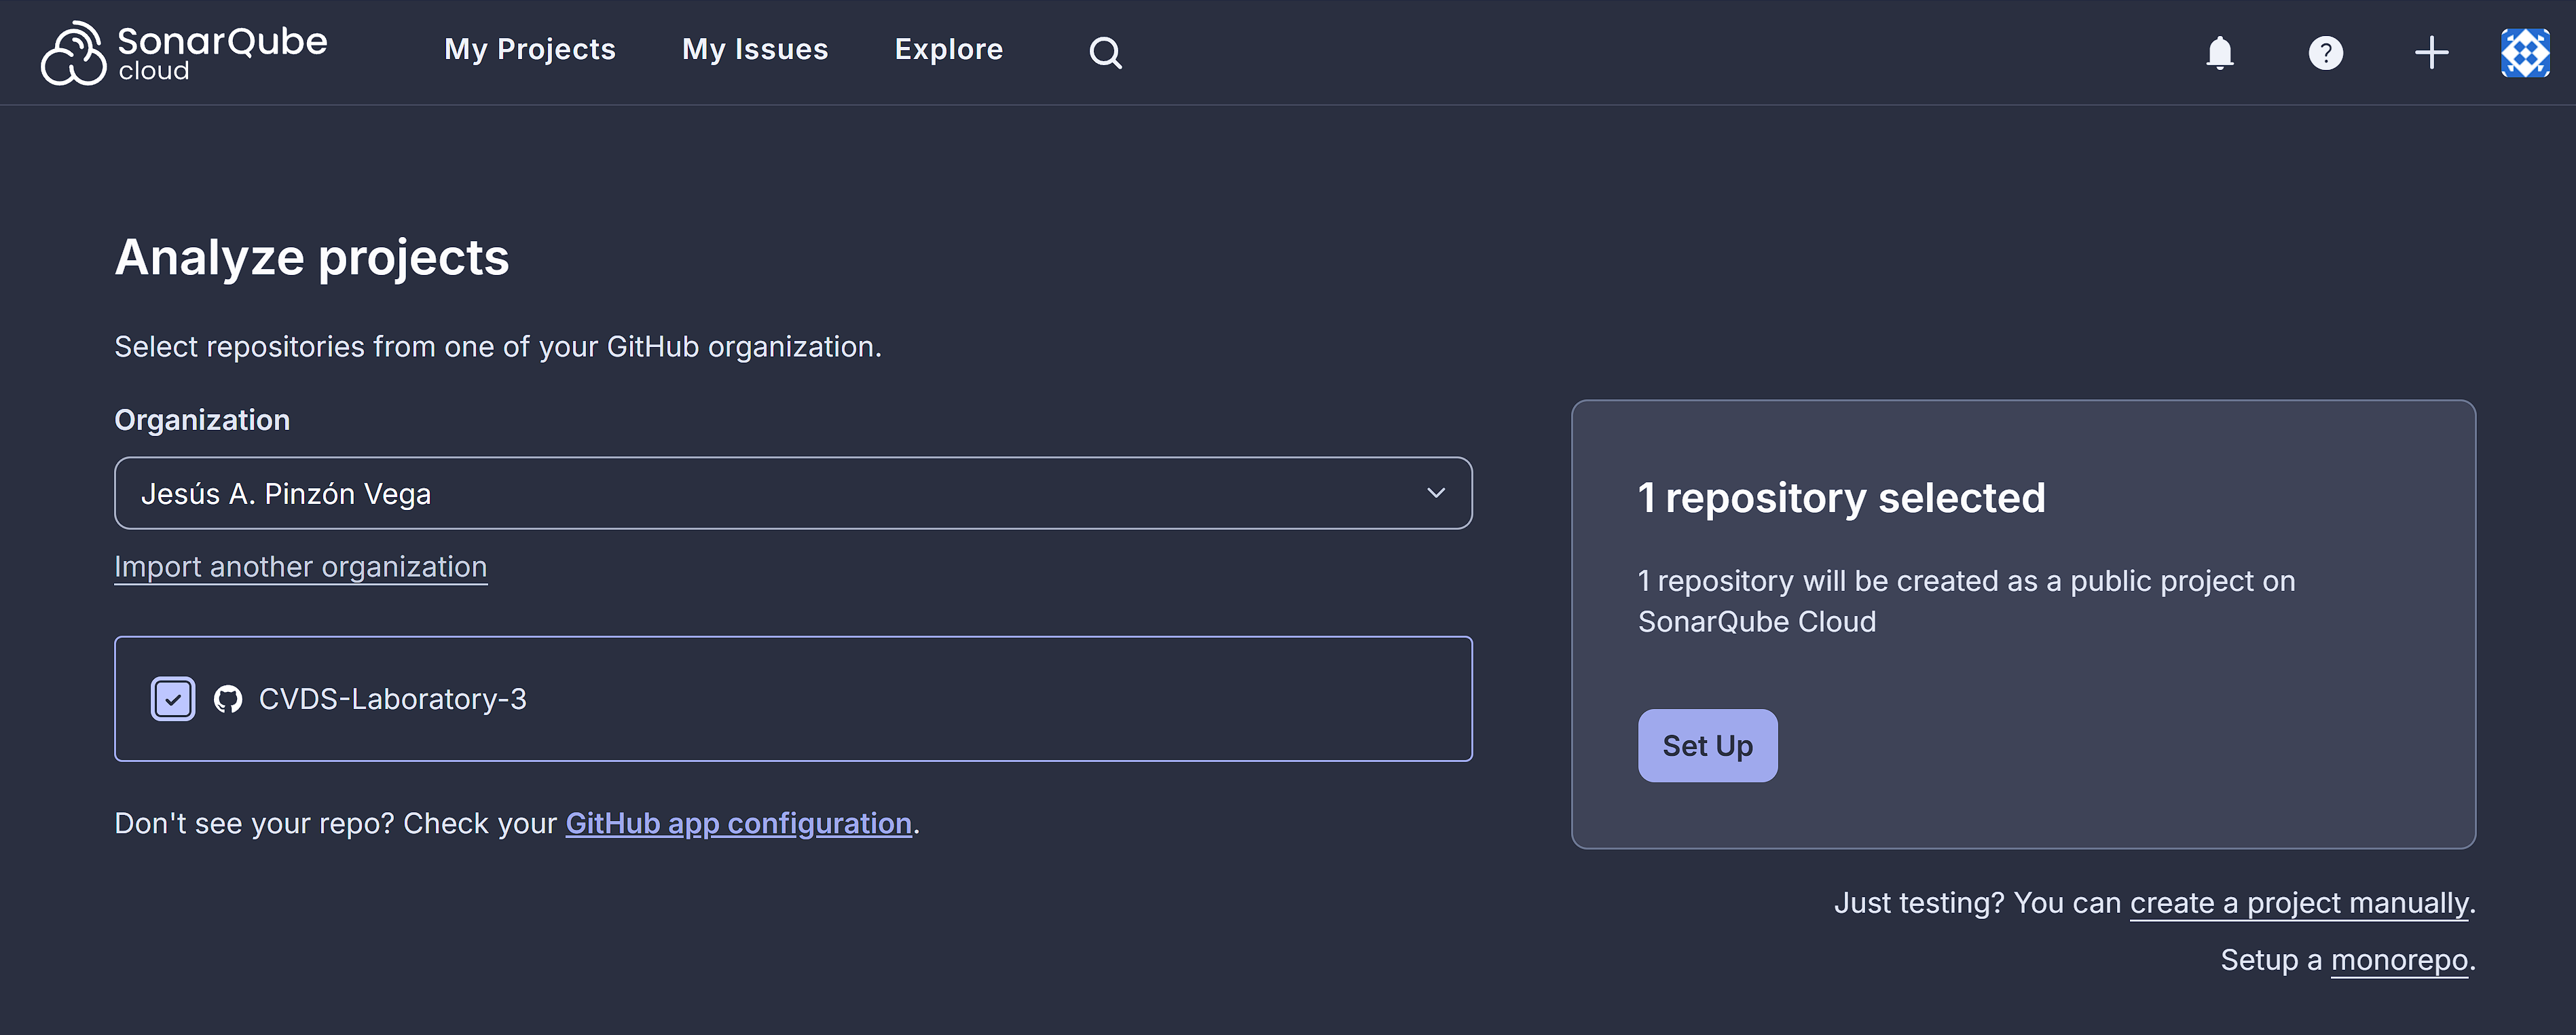 SonarQube
cloud
My Projects
My Issues
Explore
?
Analyze projects
Select repositories from one of your GitHub organization.
Organization
Jesús A. Pinzón Vega
Import another organization
CVDS-Laboratory-3
Don't see your repo? Check your GitHub app configuration.
1 repository selected
1 repository will be created as a public project on
SonarQube Cloud
Set Up
Just testing? You can create a project manually.
Setup a monorepo.